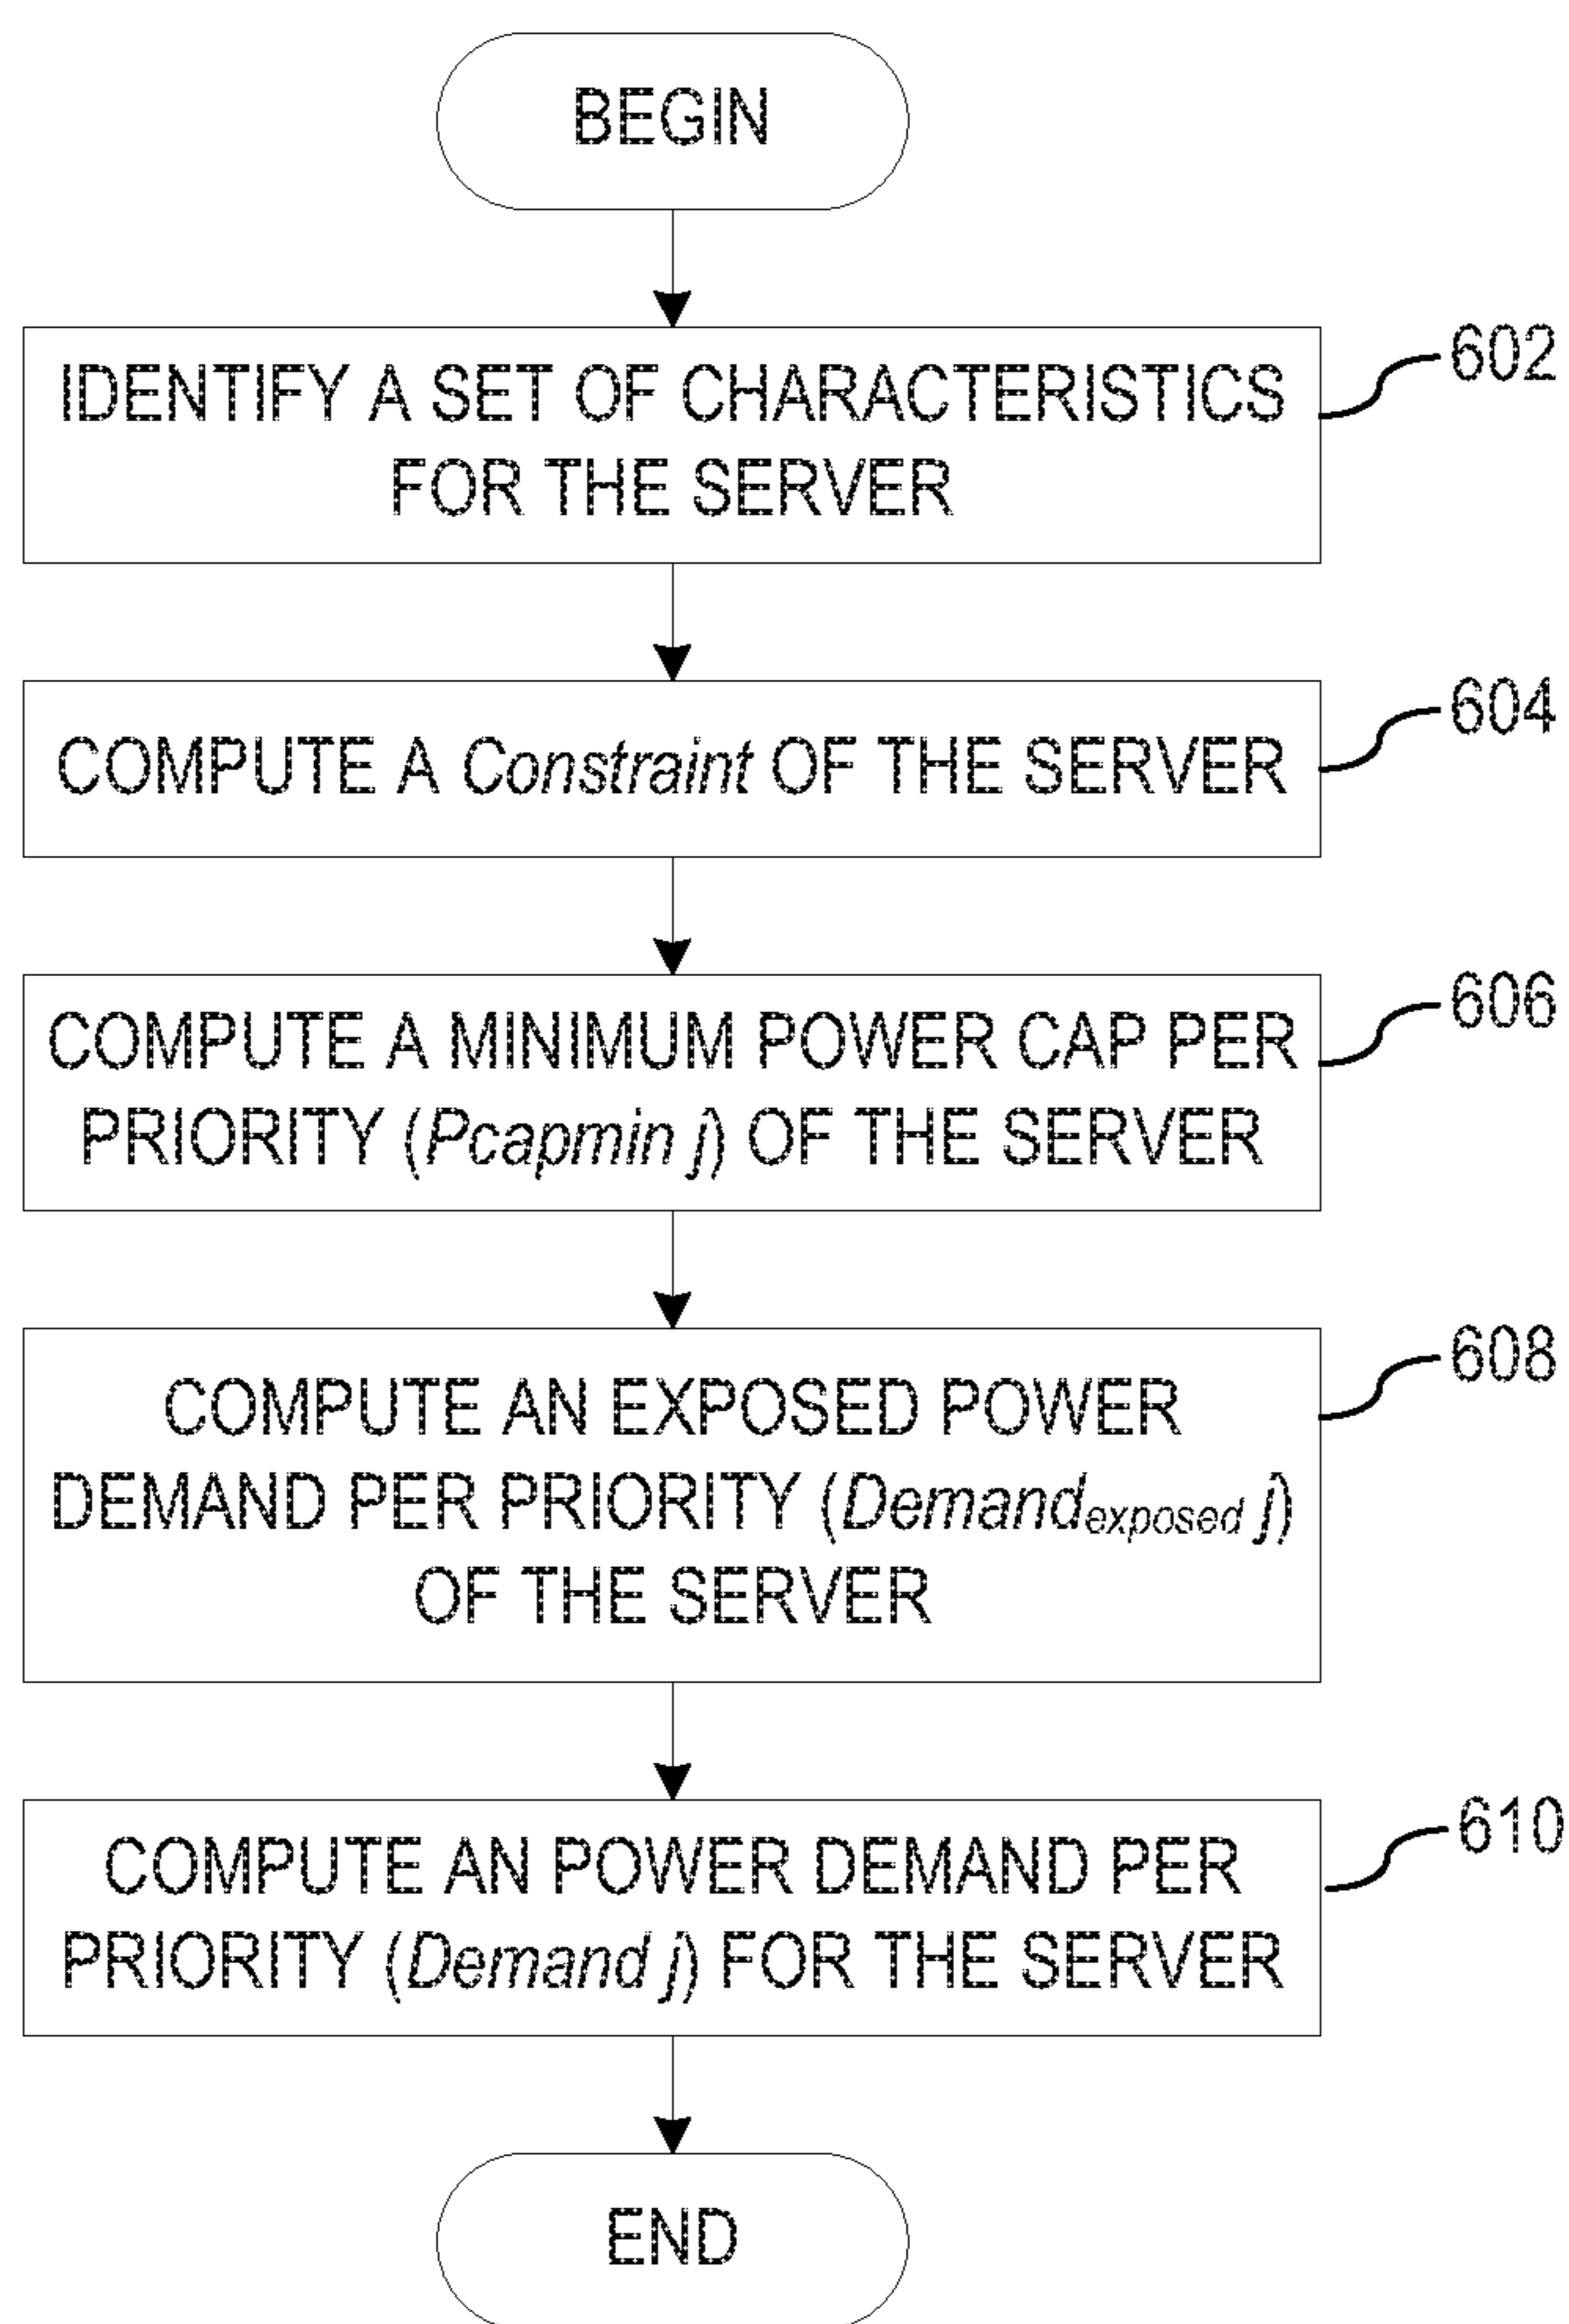 BEGIN
602
IDENTIFY A SET OF CHARACTERISTICS
FOR THE SERVER
604
COMPUTE A Constraint OF THE SERVER
606
COMPUTE A MINIMUM POWER CAP PER
PRIORITY (Pcapmin j) OF THE SERVER
608
COMPUTE AN EXPOSED POWER
DEMAND PER PRIORITY (Demandexposed j)
OF THE SERVER
610
COMPUTE AN POWER DEMAND PER
PRIORITY (Demand j) FOR THE SERVER
END